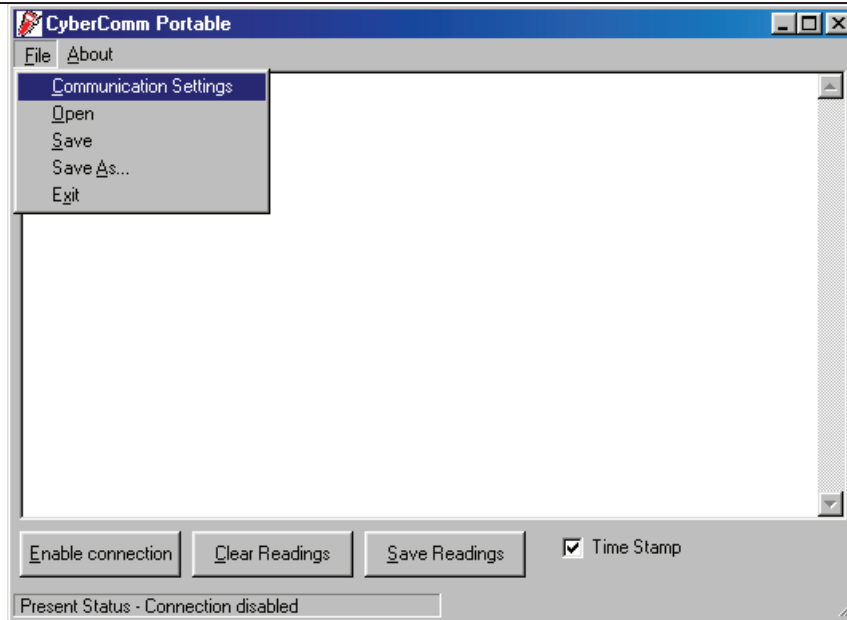 CyberComm Portable
File About
Communication Settings
Open
Save
Save As...
Exit
Enable connection Clear Readings Save Readings Time Stamp
Present Status - Connection disabled